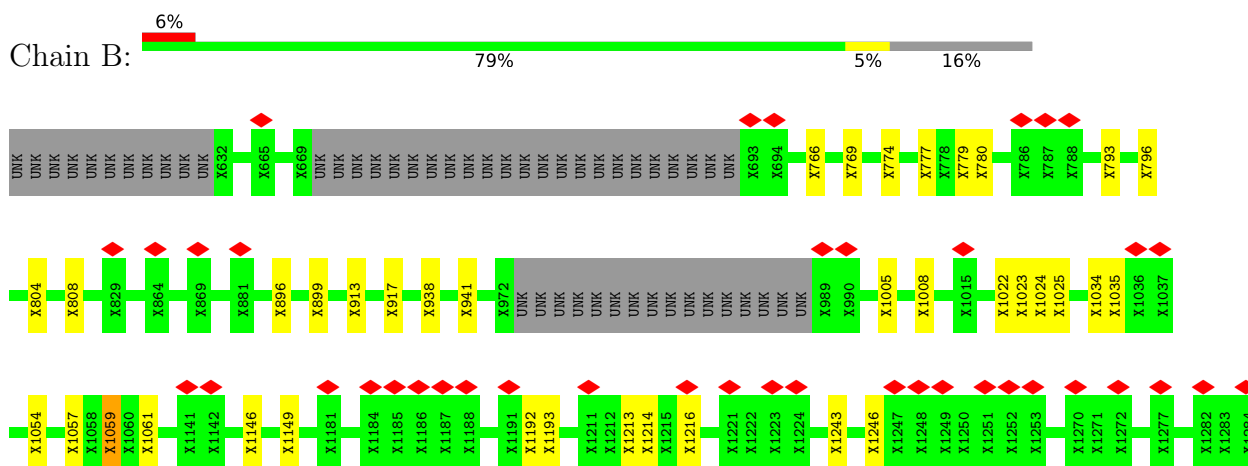 6%
Chain B:
79% 5% 16%
UNK UNK UNK UNK UNK UNK UNK UNK UNK UNK UNK X632 X665 X669 UNK UNK UNK UNK UNK UNK UNK UNK UNK UNK UNK UNK UNK UNK UNK UNK UNK UNK UNK UNK UNK UNK UNK X693 X694 X766 X769 X774 X777 X778 X779 X780 X786 X787 X788 X793 X796
X804 X808 X829 X864 X869 X881 X896 X899 X913 X917 X938 X941 X972 UNK UNK UNK UNK UNK UNK UNK UNK UNK UNK UNK UNK UNK UNK UNK UNK X989 X990 X1005 X1008 X1015 X1022 X1023 X1024 X1025 X1034 X1035 X1036 X1037
X1054 X1057 X1058 X1059 X1060 X1061 X1141 X1142 X1146 X1149 X1181 X1184 X1185 X1186 X1187 X1188 X1191 X1192 X1193 X1211 X1212 X1213 X1214 X1215 X1216 X1221 X1222 X1223 X1224 X1243 X1246 X1247 X1248 X1249 X1250 X1251 X1252 X1253 X1270 X1271 X1272 X1277 X1282 X1283 X1284